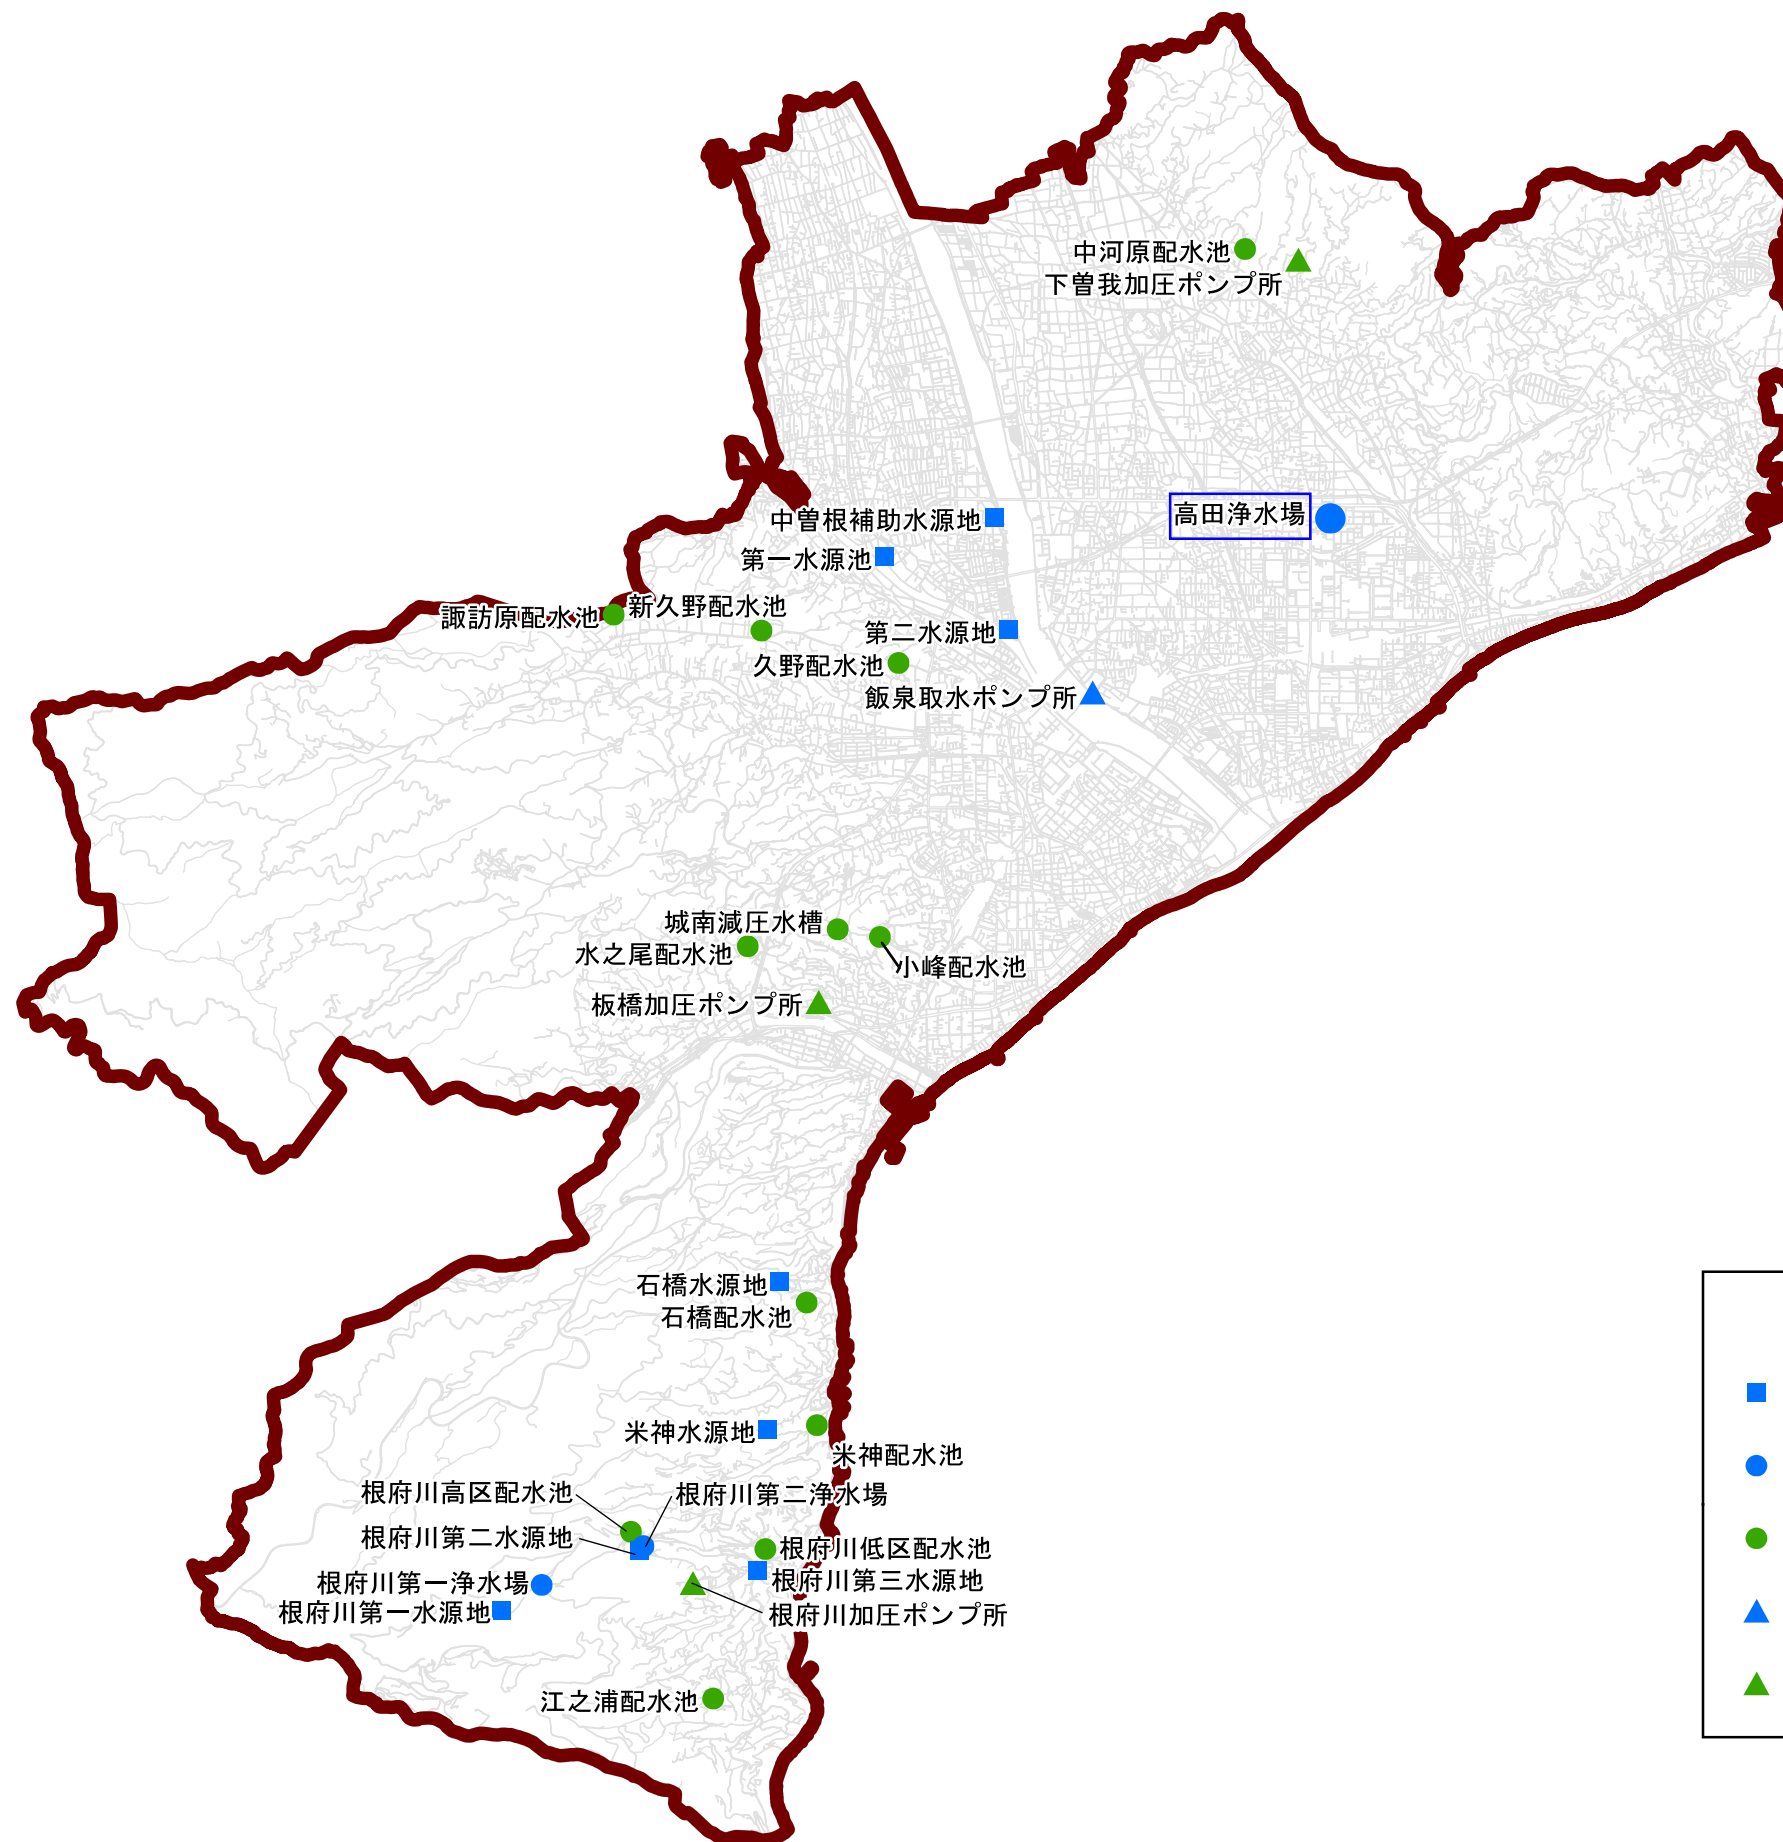 中河原配水池
下曽我加圧ポンプ所
高田浄水場
中曽根補助水源地
第一水源池
諏訪原配水池
新久野配水池
第二水源地
久野配水池
飯泉取水ポンプ所
城南減圧水槽
水之尾配水池
小峰配水池
板橋加圧ポンプ所
石橋水源地
石橋配水池
米神水源地
米神配水池
根府川高区配水池
根府川第二浄水場
根府川第二水源地
根府川低区配水池
根府川第一浄水場
根府川第三水源地
根府川第一水源地
根府川加圧ポンプ所
江之浦配水池